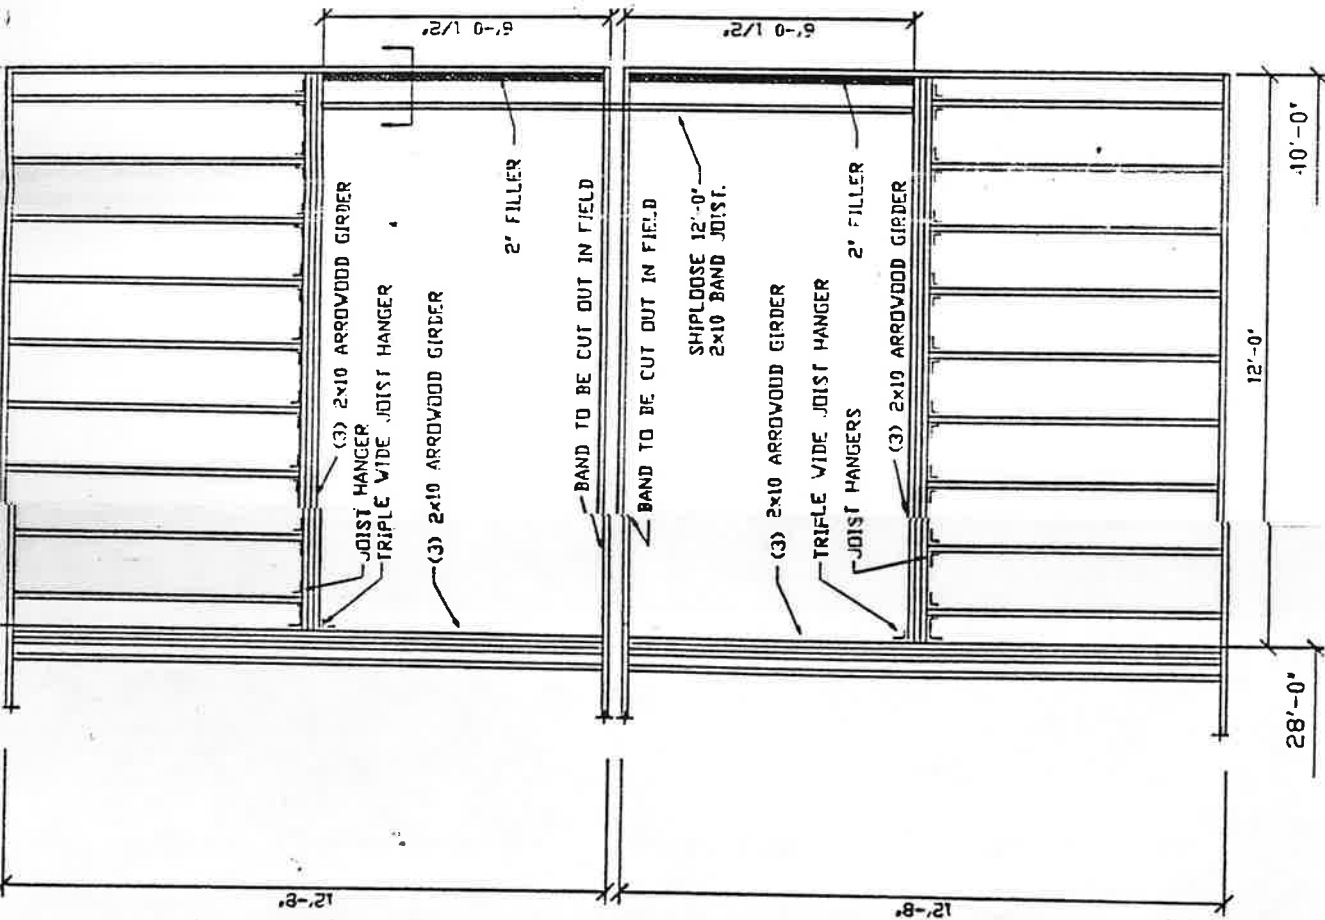 6'-0 1/2"
6'-0 1/2"
(3) 2x10 ARROWOOD GIRDER
JOIST HANGER
TRIPLE WIDE JOIST HANGER
(3) 2x10 ARROWOOD GIRDER
2' FILLER
BAND TO BE CUT OUT IN FIELD
BAND TO BE CUT OUT IN FIELD
SHIPLOOSE 12'-0"
2x10 BAND JOIST.
(3) 2x10 ARROWOOD GIRDER
TRIPLE WIDE JOIST HANGER
JOIST HANGERS
2' FILLER
(3) 2x10 ARROWOOD GIRDER
12'-0'
40'-0"
28'-0"
12'-8"
12'-8"